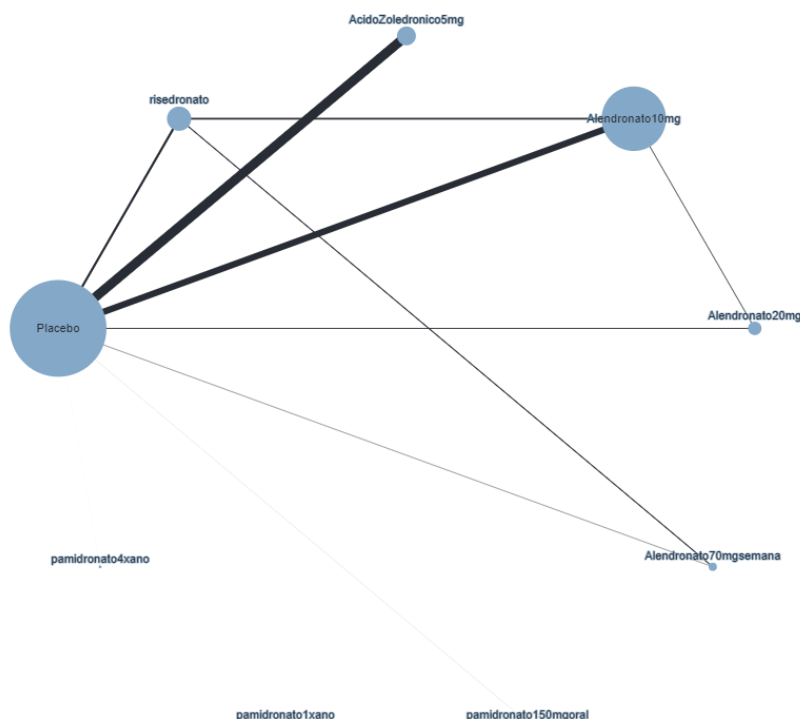 AcidoZoledronico5mg
risedronato
Alendronato10mg
Placebo
Alendronato20mg
pamidronato4xano
Alendronato70mgsemana
pamidronato1xano
pamidronato150mgoral